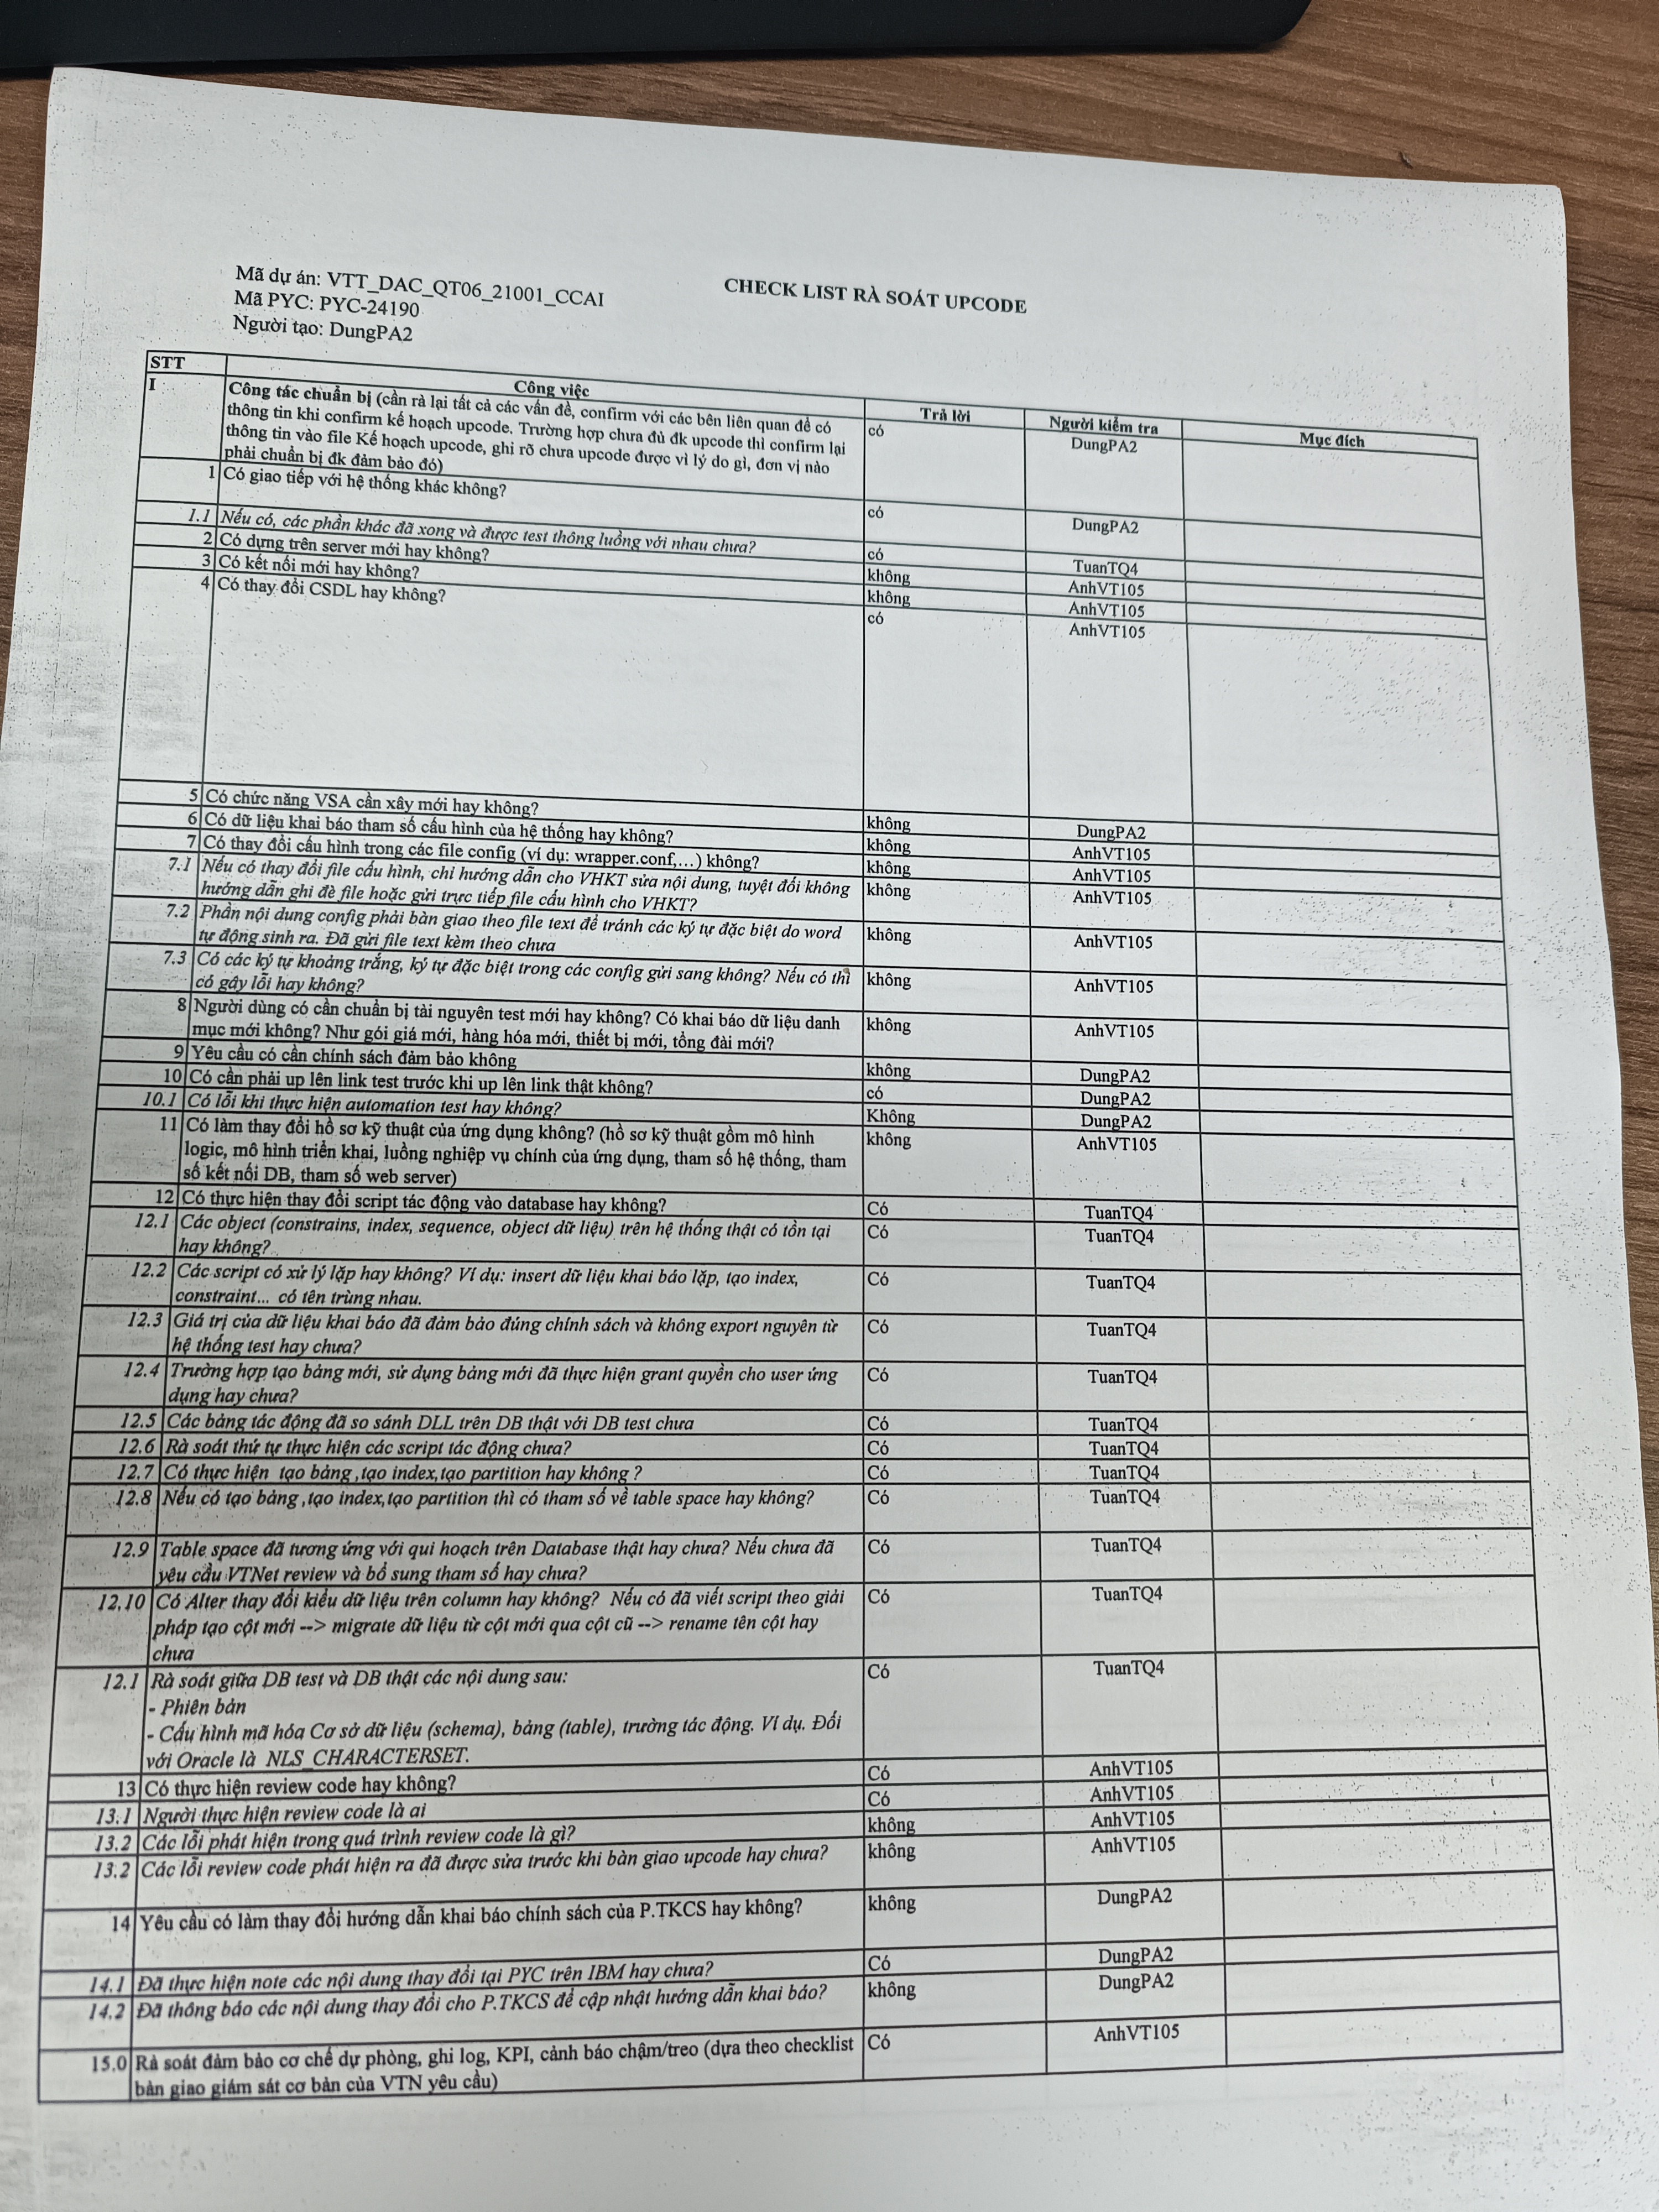 Mã dự án: VTT_DAC_QT06_21001_CCAI
Mã PYC: PYC-24190
Người tạo: DungPA2
CHECK LIST RÀ SOÁT UPCODE
STT Công việc Trả lời Người kiểm tra Mục đích
I Công tác chuẩn bị (cần rà lại tất cả các vấn đề, confirm với các bên liên quan để có có DungPA2
thông tin khi confirm kế hoạch upcode. Trường hợp chưa đủ đk upcode thì confirm lại
thông tin vào file Kế hoạch upcode, ghi rõ chưa upcode được vì lý do gì, đơn vị nào
phải chuẩn bị đk đảm bảo đó)
1 Có giao tiếp với hệ thống khác không? có DungPA2
1.1 Nếu có, các phần khác đã xong và được test thông luồng với nhau chưa? có TuanTQ4
2 Có dựng trên server mới hay không? không AnhVT105
3 Có kết nối mới hay không? không AnhVT105
4 Có thay đổi CSDL hay không? có AnhVT105
5 Có chức năng VSA cần xây mới hay không? không DungPA2
6 Có dữ liệu khai báo tham số cấu hình của hệ thống hay không? không AnhVT105
7 Có thay đổi cấu hình trong các file config (ví dụ: wrapper.conf,...) không? không AnhVT105
7.1 Nếu có thay đổi file cấu hình, chỉ hướng dẫn cho VHKT sửa nội dung, tuyệt đối không không AnhVT105
hướng dẫn ghi đè file hoặc gửi trực tiếp file cấu hình cho VHKT?
7.2 Phần nội dung config phải bàn giao theo file text để tránh các ký tự đặc biệt do word không AnhVT105
tự động sinh ra. Đã gửi file text kèm theo chưa
7.3 Có các ký tự khoảng trắng, ký tự đặc biệt trong các config gửi sang không? Nếu có thì không AnhVT105
có gây lỗi hay không?
8 Người dùng có cần chuẩn bị tài nguyên test mới hay không? Có khai báo dữ liệu danh không AnhVT105
mục mới không? Như gói giá mới, hàng hóa mới, thiết bị mới, tổng đài mới?
9 Yêu cầu có cần chính sách đảm bảo không không DungPA2
10 Có cần phải up lên link test trước khi up lên link thật không? có DungPA2
10.1 Có lỗi khi thực hiện automation test hay không? Không DungPA2
11 Có làm thay đổi hồ sơ kỹ thuật của ứng dụng không? (hồ sơ kỹ thuật gồm mô hình không AnhVT105
logic, mô hình triển khai, luồng nghiệp vụ chính của ứng dụng, tham số hệ thống, tham
số kết nối DB, tham số web server)
12 Có thực hiện thay đổi script tác động vào database hay không? Có TuanTQ4
12.1 Các object (constrains, index, sequence, object dữ liệu) trên hệ thống thật có tồn tại Có TuanTQ4
hay không?
12.2 Các script có xử lý lặp hay không? Ví dụ: insert dữ liệu khai báo lặp, tạo index, Có TuanTQ4
constraint... có tên trùng nhau.
12.3 Giá trị của dữ liệu khai báo đã đảm bảo đúng chính sách và không export nguyên từ Có TuanTQ4
hệ thống test hay chưa?
12.4 Trường hợp tạo bảng mới, sử dụng bảng mới đã thực hiện grant quyền cho user ứng Có TuanTQ4
dụng hay chưa?
12.5 Các bảng tác động đã so sánh DLL trên DB thật với DB test chưa Có TuanTQ4
12.6 Rà soát thứ tự thực hiện các script tác động chưa? Có TuanTQ4
12.7 Có thực hiện tạo bảng ,tạo index,tạo partition hay không ? Có TuanTQ4
12.8 Nếu có tạo bảng ,tạo index,tạo partition thì có tham số về table space hay không? Có TuanTQ4
12.9 Table space đã tương ứng với qui hoạch trên Database thật hay chưa? Nếu chưa đã Có TuanTQ4
yêu cầu VTNet review và bổ sung tham số hay chưa?
12.10 Có Alter thay đổi kiểu dữ liệu trên column hay không? Nếu có đã viết script theo giải Có TuanTQ4
pháp tạo cột mới --> migrate dữ liệu từ cột mới qua cột cũ --> rename tên cột hay
chưa
12.1 Rà soát giữa DB test và DB thật các nội dung sau: Có TuanTQ4
- Phiên bản
- Cấu hình mã hóa Cơ sở dữ liệu (schema), bảng (table), trường tác động. Ví dụ. Đối
với Oracle là NLS_CHARACTERSET.
13 Có thực hiện review code hay không? Có AnhVT105
13.1 Người thực hiện review code là ai Có AnhVT105
13.2 Các lỗi phát hiện trong quá trình review code là gì? không AnhVT105
13.2 Các lỗi review code phát hiện ra đã được sửa trước khi bàn giao upcode hay chưa? không AnhVT105
14 Yêu cầu có làm thay đổi hướng dẫn khai báo chính sách của P.TKCS hay không? không DungPA2
14.1 Đã thực hiện note các nội dung thay đổi tại PYC trên IBM hay chưa? Có DungPA2
14.2 Đã thông báo các nội dung thay đổi cho P.TKCS để cập nhật hướng dẫn khai báo? không DungPA2
15.0 Rà soát đảm bảo cơ chế dự phòng, ghi log, KPI, cảnh báo chậm/treo (dựa theo checklist Có AnhVT105
bàn giao giám sát cơ bản của VTN yêu cầu)